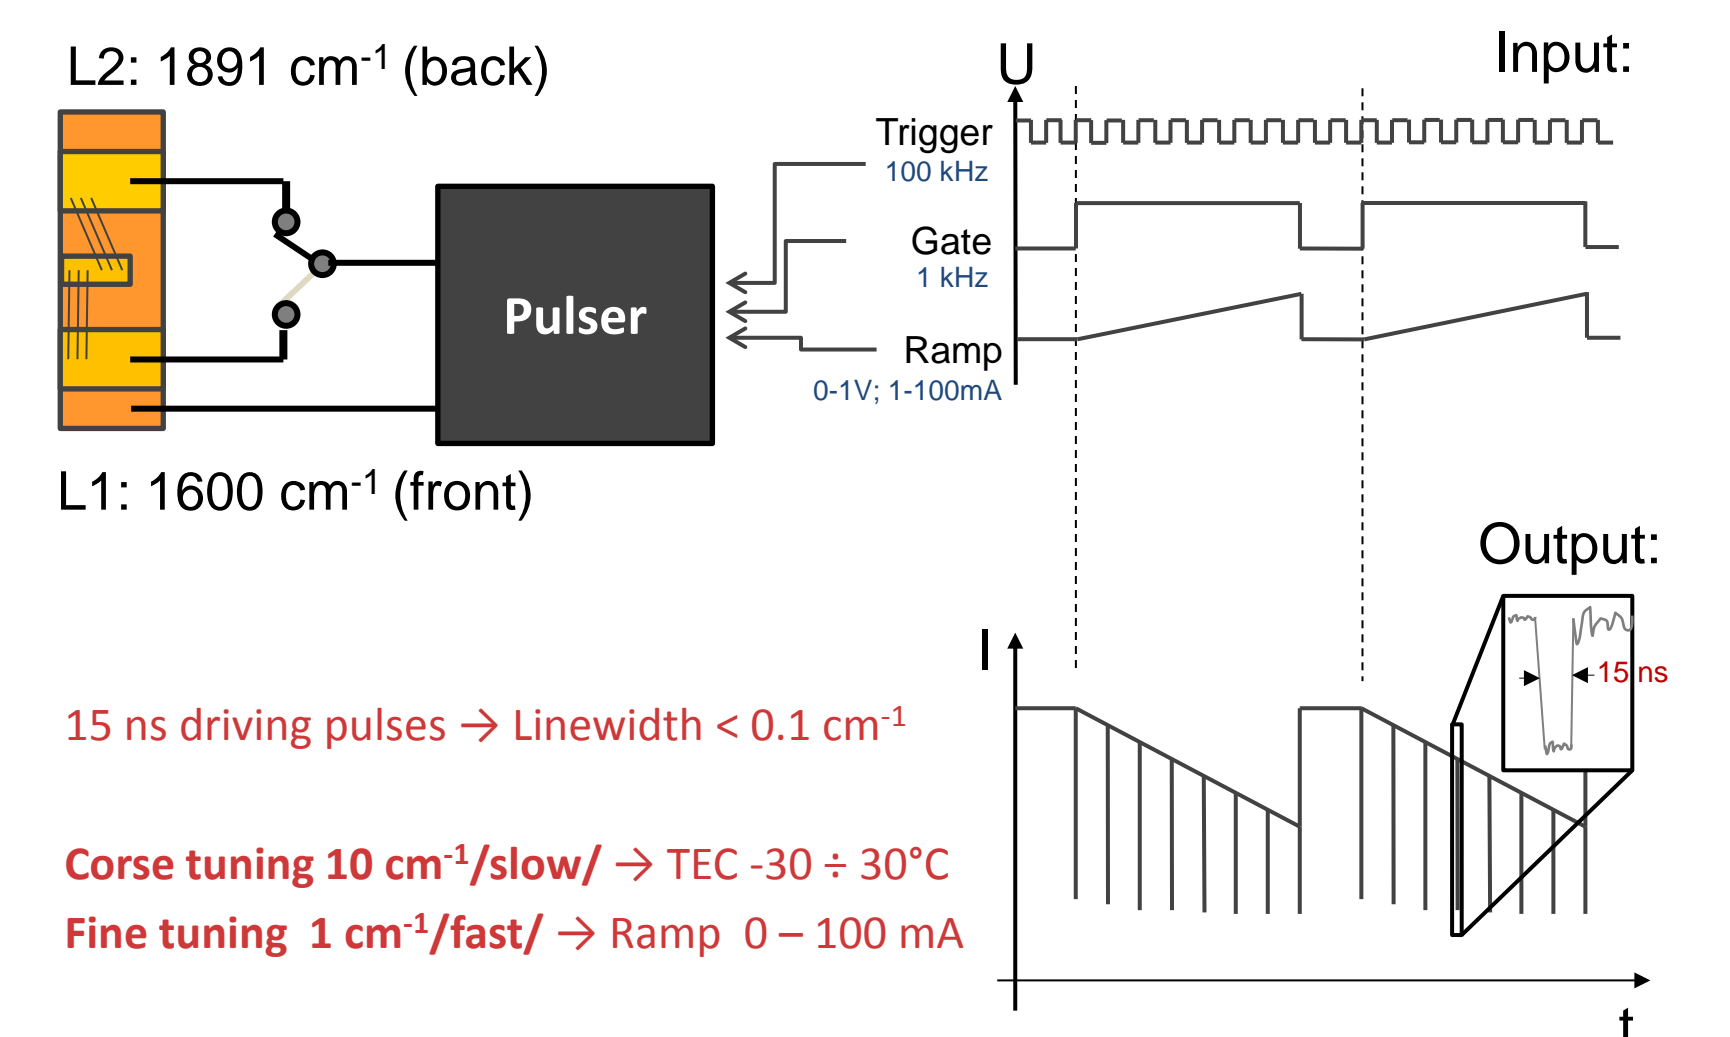 L2: 1891 cm⁻¹ (back)
Input:
U
Trigger
100 kHz
Gate
1 kHz
Pulser
Ramp
0-1V; 1-100mA
L1: 1600 cm⁻¹ (front)
Output:
I
15 ns
15 ns driving pulses → Linewidth < 0.1 cm⁻¹
Corse tuning 10 cm⁻¹/slow/ → TEC -30 ÷ 30°C
Fine tuning 1 cm⁻¹/fast/ → Ramp 0 – 100 mA
t